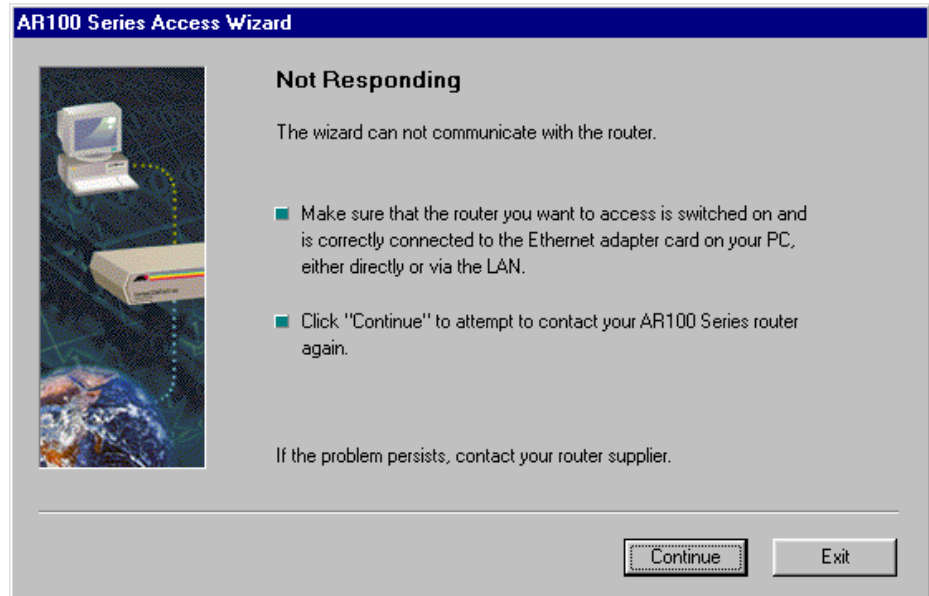 AR100 Series Access Wizard
Not Responding
The wizard can not communicate with the router.
Make sure that the router you want to access is switched on and
is correctly connected to the Ethernet adapter card on your PC,
either directly or via the LAN.
Click "Continue" to attempt to contact your AR100 Series router
again.
If the problem persists, contact your router supplier.
Continue
Exit